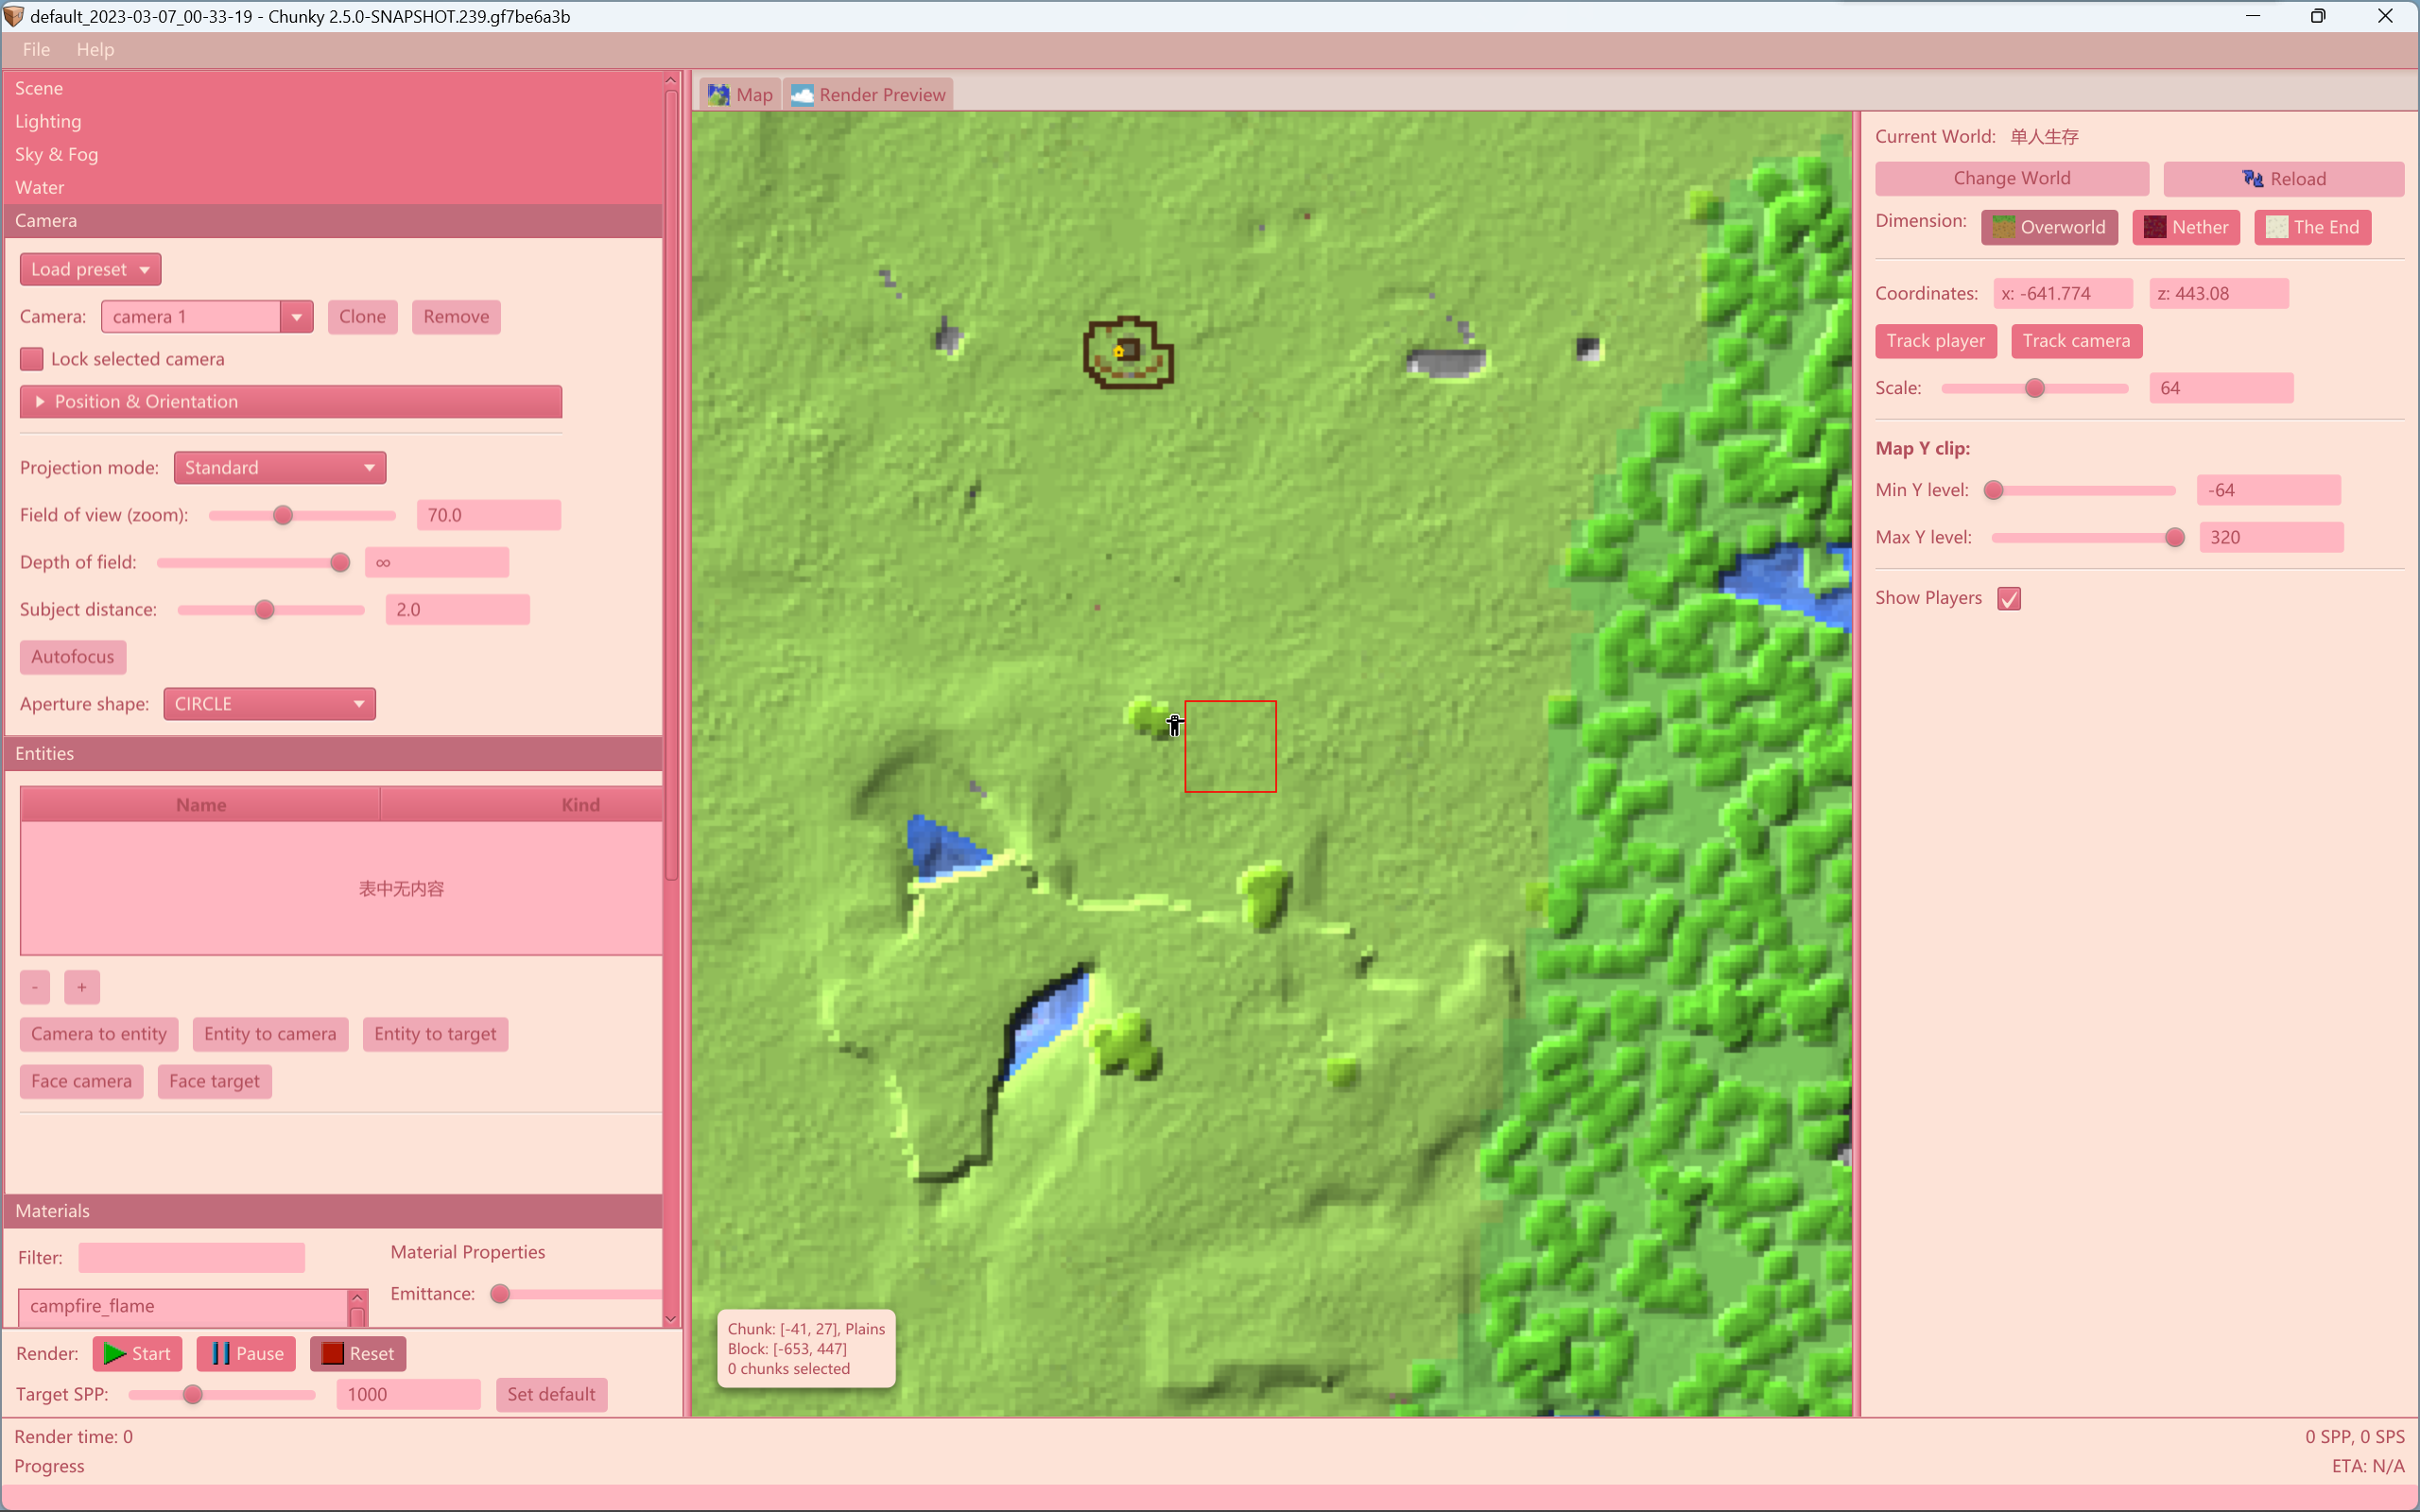 default_2023-03-07_00-33-19 - Chunky 2.5.0-SNAPSHOT.239.gf7be6a3b
File Help
Scene
Lighting
Sky & Fog
Water
Camera
Load preset
Camera: camera 1 Clone Remove
Lock selected camera
Position & Orientation
Projection mode: Standard
Field of view (zoom): 70.0
Depth of field: ∞
Subject distance: 2.0
Autofocus
Aperture shape: CIRCLE
Entities
Name Kind
表中无内容
- +
Camera to entity Entity to camera Entity to target
Face camera Face target
Materials
Filter:
Material Properties
campfire_flame
Emittance:
Render: Start Pause Reset
Target SPP: 1000 Set default
Map Render Preview
Chunk: [-41, 27], Plains
Block: [-653, 447]
0 chunks selected
Current World: 单人生存
Change World Reload
Dimension: Overworld Nether The End
Coordinates: x: -641.774 z: 443.08
Track player Track camera
Scale: 64
Map Y clip:
Min Y level: -64
Max Y level: 320
Show Players
Render time: 0
0 SPP, 0 SPS
Progress
ETA: N/A